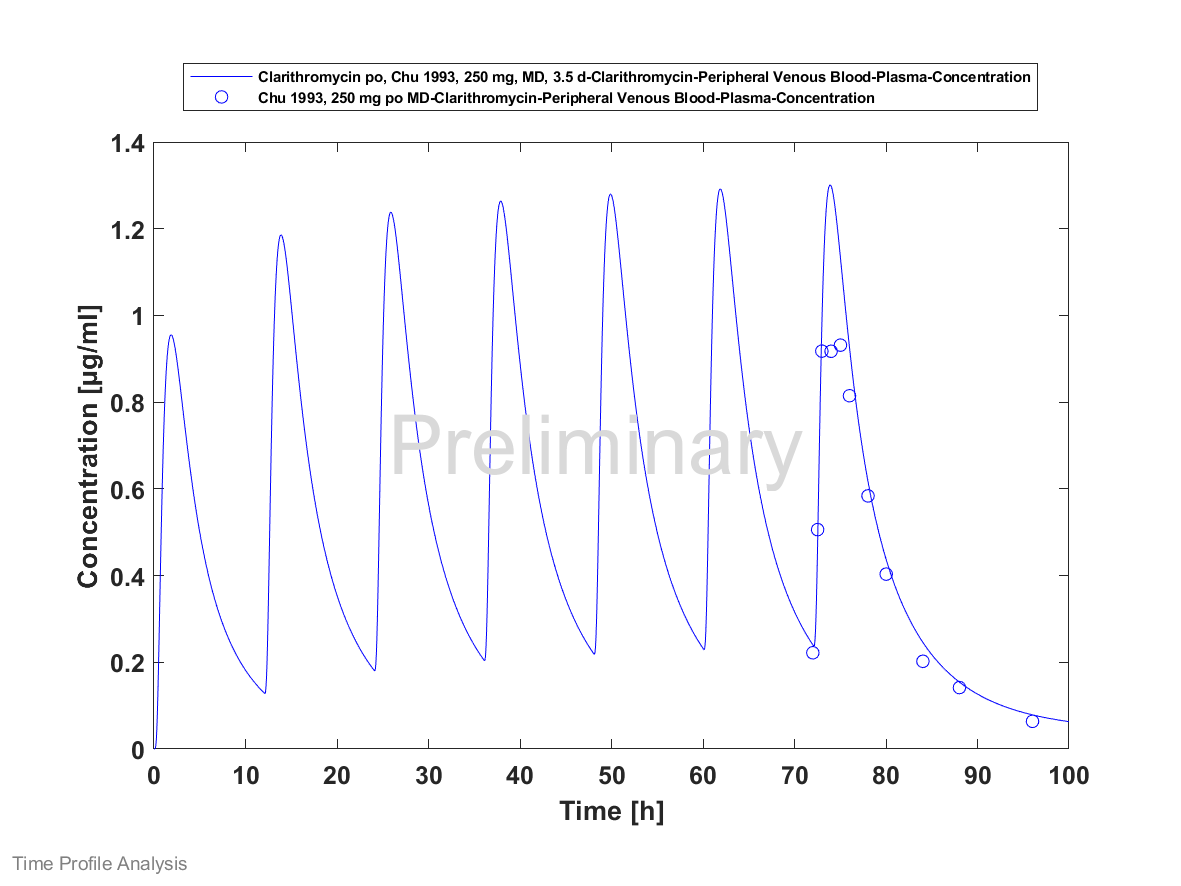 Clarithromycin po, Chu 1993, 250 mg, MD, 3.5 d-Clarithromycin-Peripheral Venous Blood-Plasma-Concentration
Chu 1993, 250 mg po MD-Clarithromycin-Peripheral Venous Blood-Plasma-Concentration
1.4
1.2
1
0.8
0.6
0.4
0.2
0
Concentration [µg/ml]
Preliminary
0 10 20 30 40 50 60 70 80 90 100
Time [h]
Time Profile Analysis